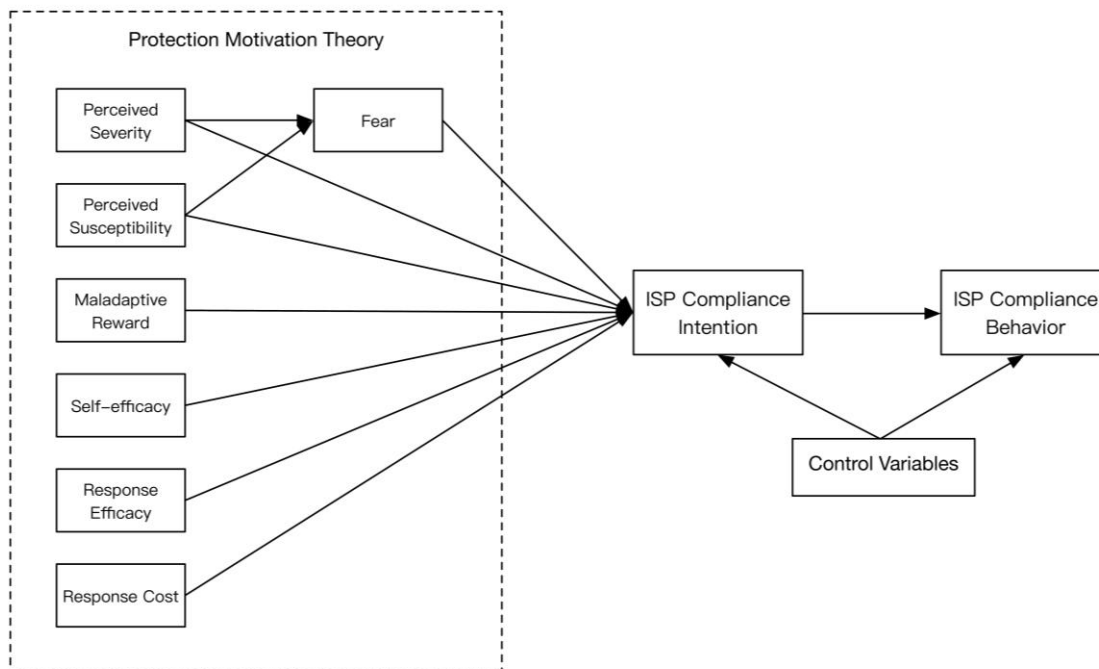 Protection Motivation Theory
Perceived
Severity
Fear
Perceived
Susceptibility
Maladaptive
Reward
ISP Compliance
Intention
ISP Compliance
Behavior
Self-efficacy
Control Variables
Response
Efficacy
Response Cost